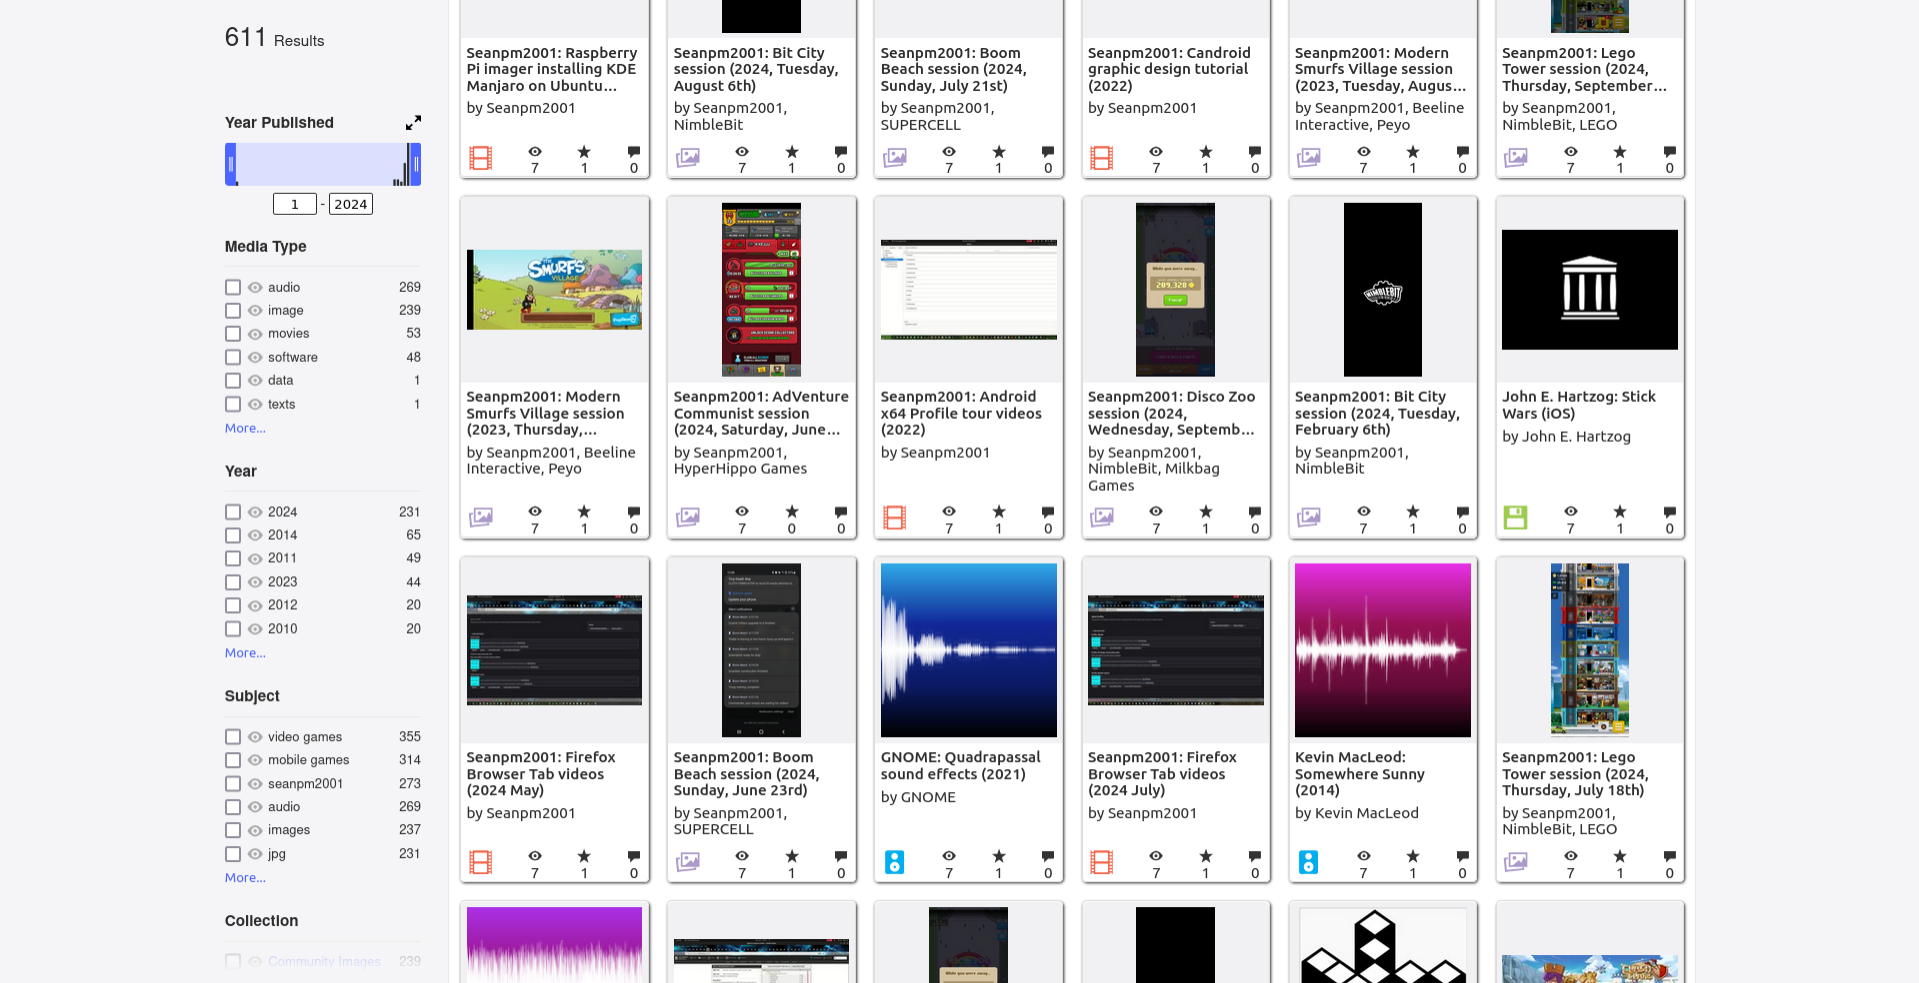 611 Results
Year Published
1 - 2024
Media Type
audio 269
image 239
movies 53
software 48
data 1
texts 1
More...
Year
2024 231
2014 65
2011 49
2023 44
2012 20
2010 20
More...
Subject
video games 355
mobile games 314
seanpm2001 273
audio 269
images 237
jpg 231
More...
Collection
Community Images 239
Seanpm2001: Raspberry
Pi imager installing KDE
Manjaro on Ubuntu...
by Seanpm2001
7 1 0
Seanpm2001: Bit City
session (2024, Tuesday,
August 6th)
by Seanpm2001,
NimbleBit
7 1 0
Seanpm2001: Boom
Beach session (2024,
Sunday, July 21st)
by Seanpm2001,
SUPERCELL
7 1 0
Seanpm2001: Candroid
graphic design tutorial
(2022)
by Seanpm2001
7 1 0
Seanpm2001: Modern
Smurfs Village session
(2023, Tuesday, Augus...
by Seanpm2001, Beeline
Interactive, Peyo
7 1 0
Seanpm2001: Lego
Tower session (2024,
Thursday, September...
by Seanpm2001,
NimbleBit, LEGO
7 1 0
SMURFS
VILLAGE
Seanpm2001: Modern
Smurfs Village session
(2023, Thursday,...
by Seanpm2001, Beeline
Interactive, Peyo
7 1 0
Seanpm2001: AdVenture
Communist session
(2024, Saturday, June...
by Seanpm2001,
HyperHippo Games
7 0 0
Seanpm2001: Android
x64 Profile tour videos
(2022)
by Seanpm2001
7 1 0
While you were away...
209,328
Seanpm2001: Disco Zoo
session (2024,
Wednesday, Septemb...
by Seanpm2001,
NimbleBit, Milkbag
Games
7 1 0
NIMBLEBIT
Seanpm2001: Bit City
session (2024, Tuesday,
February 6th)
by Seanpm2001,
NimbleBit
7 1 0
John E. Hartzog: Stick
Wars (iOS)
by John E. Hartzog
7 1 0
Seanpm2001: Firefox
Browser Tab videos
(2024 May)
by Seanpm2001
7 1 0
Seanpm2001: Boom
Beach session (2024,
Sunday, June 23rd)
by Seanpm2001,
SUPERCELL
7 1 0
GNOME: Quadrapassal
sound effects (2021)
by GNOME
7 1 0
Seanpm2001: Firefox
Browser Tab videos
(2024 July)
by Seanpm2001
7 1 0
Kevin MacLeod:
Somewhere Sunny
(2014)
by Kevin MacLeod
7 1 0
Seanpm2001: Lego
Tower session (2024,
Thursday, July 18th)
by Seanpm2001,
NimbleBit, LEGO
7 1 0
While you were away...